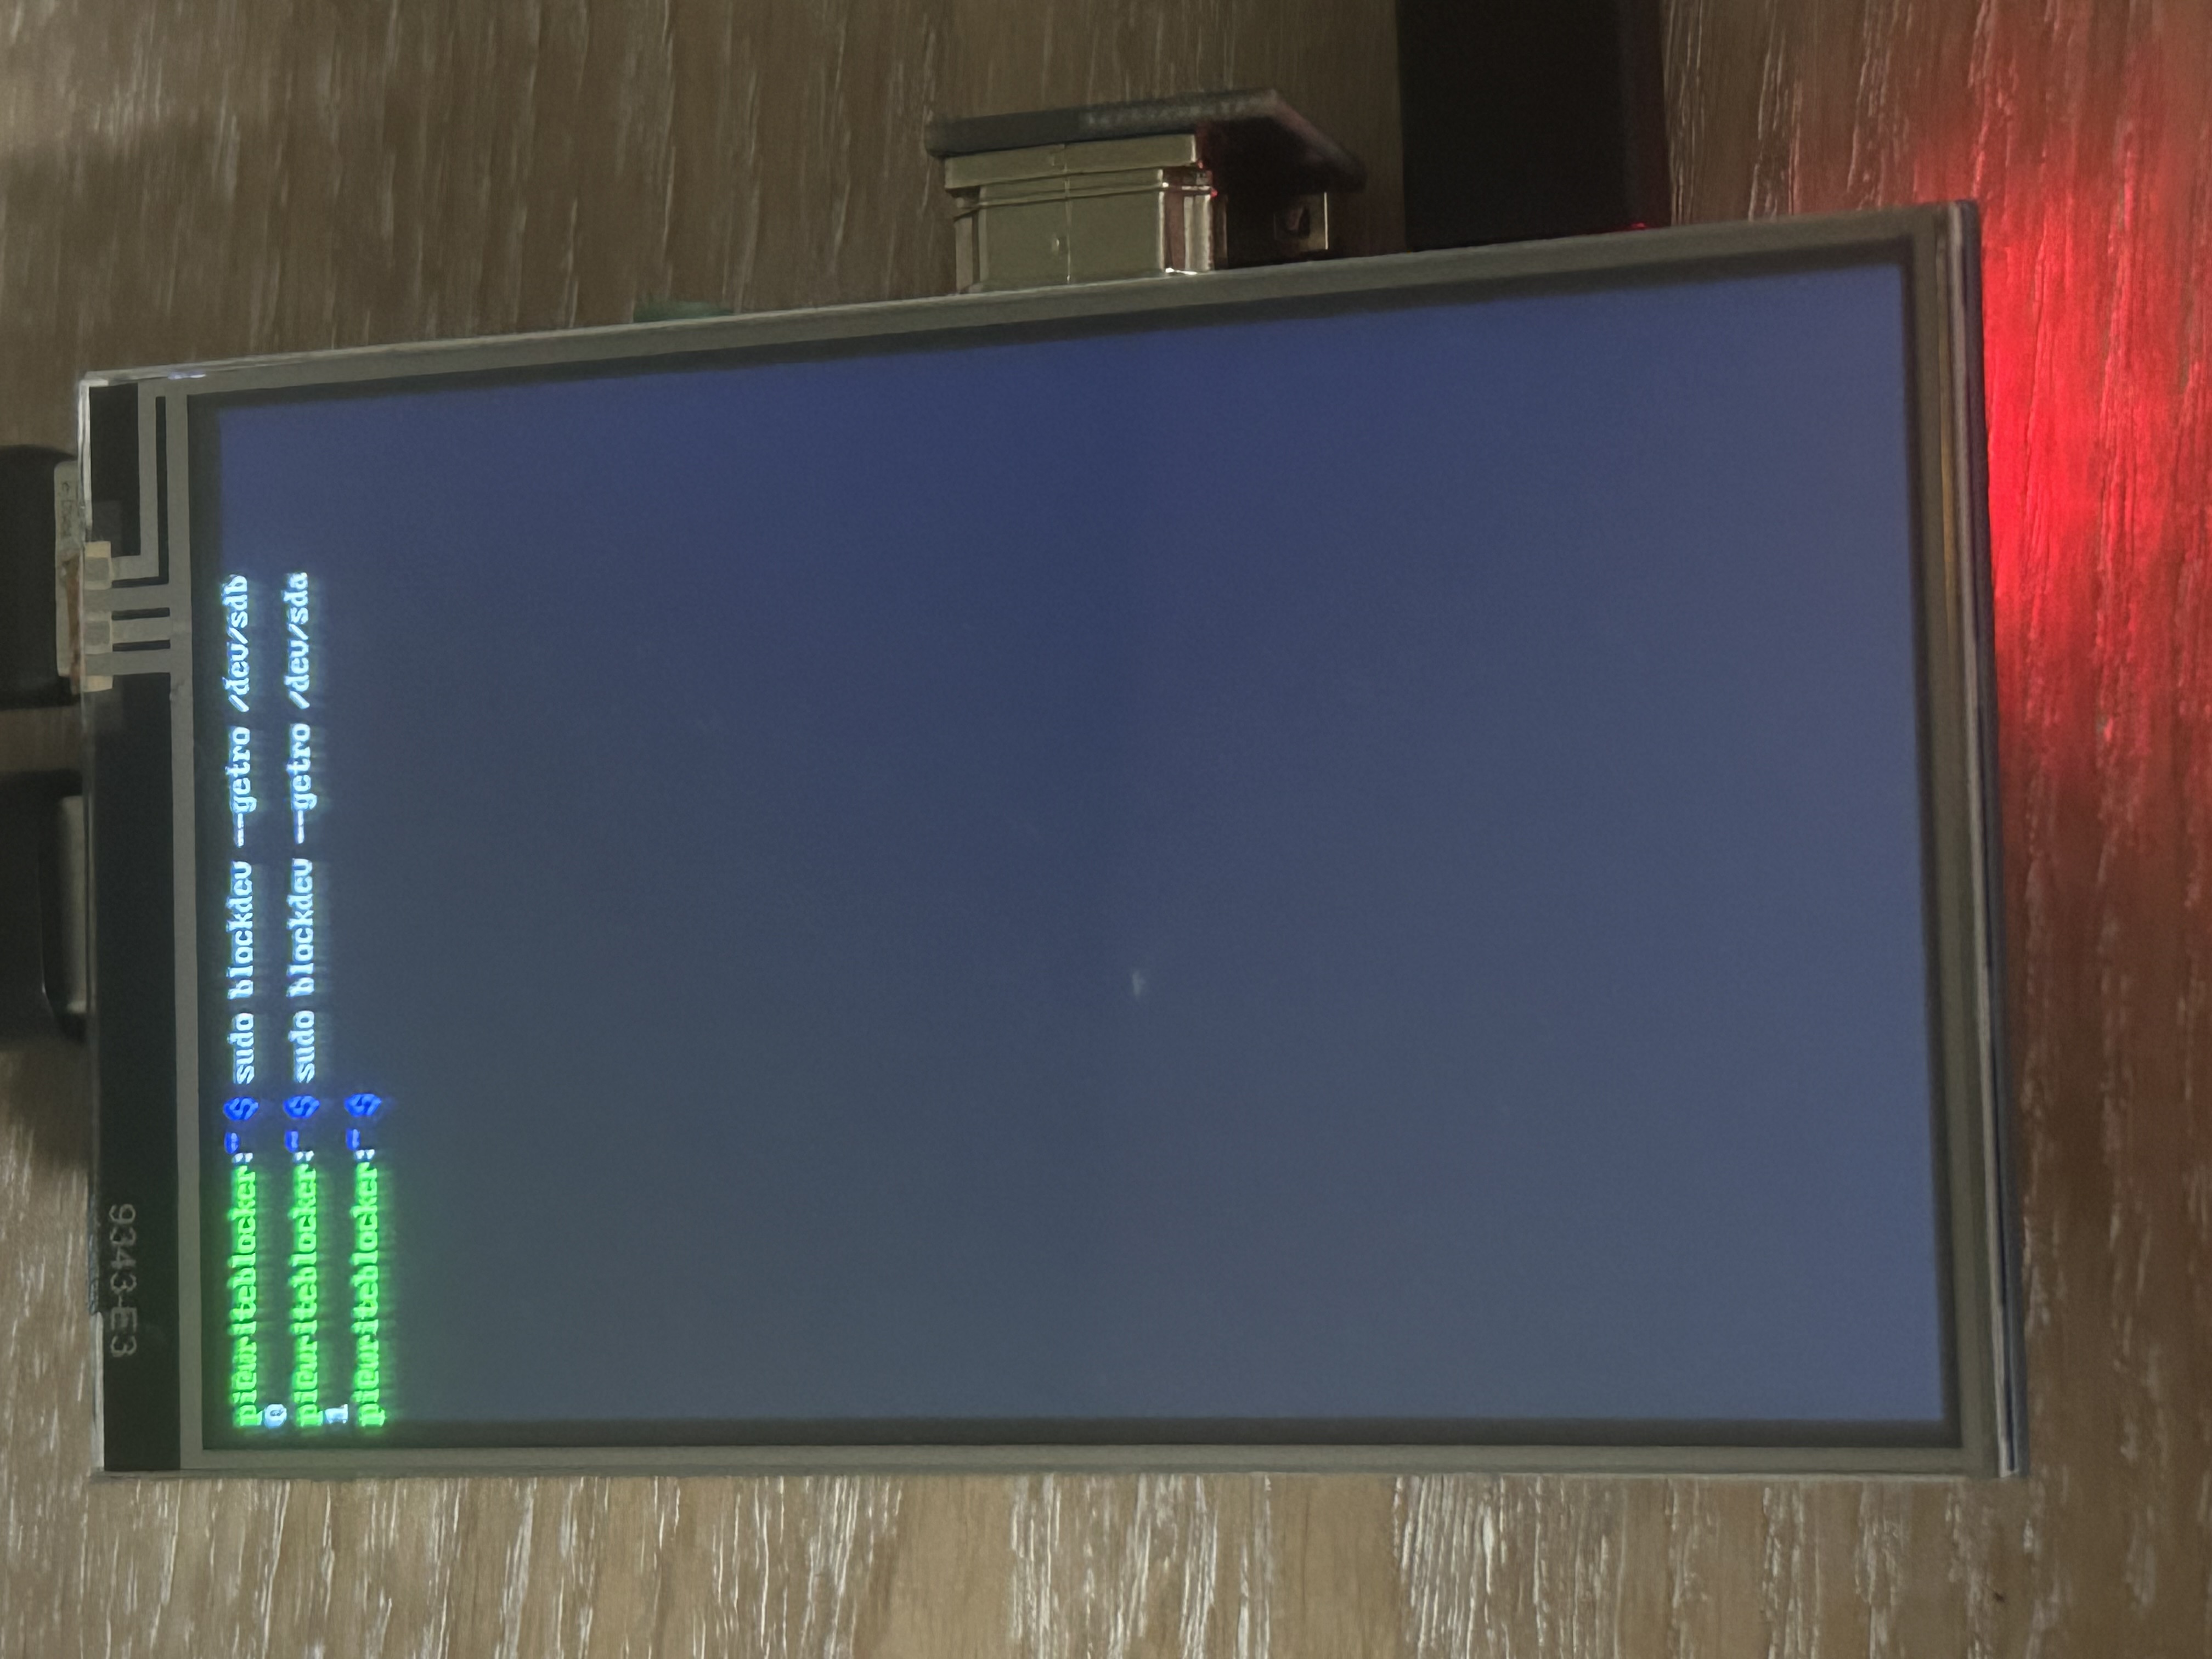 9343-E3
pi@writeblocker:~ $ sudo blockdev --getro /dev/sdb
0
pi@writeblocker:~ $ sudo blockdev --getro /dev/sda
1
pi@writeblocker:~ $